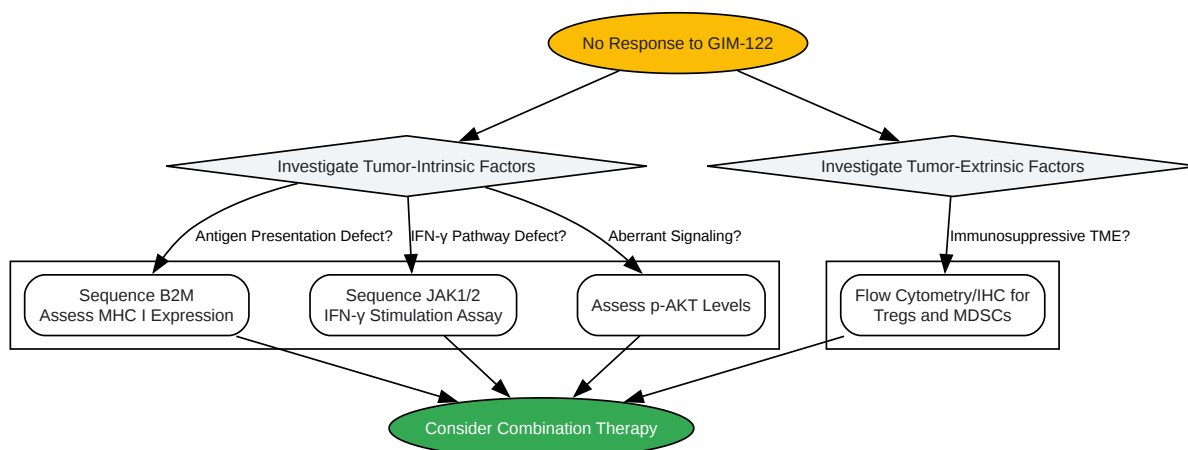 No Response to GIM-122
Investigate Tumor-Intrinsic Factors
Investigate Tumor-Extrinsic Factors
Antigen Presentation Defect?
IFN-γ Pathway Defect?
Aberrant Signaling?
Immunosuppressive TME?
Sequence B2M
Assess MHC I Expression
Sequence JAK1/2
IFN-γ Stimulation Assay
Assess p-AKT Levels
Flow Cytometry/IHC for
Tregs and MDSCs
Consider Combination Therapy